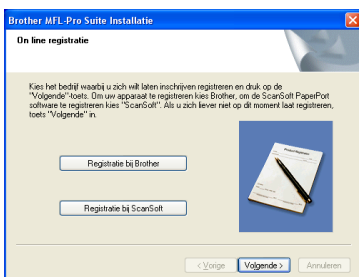 Brother MFL-Pro Suite Installatie
On line registratie
Kies het bedrijf waarbij u zich wilt laten inschrijven registreren en druk op de
"Volgende"-toets. Om uw apparaat te registreren kies Brother, om de ScanSoft PaperPort
software te registreren kies "ScanSoft". Als u zich liever niet op dit moment laat registreren,
toets "Volgende" in.
Registratie bij Brother
Registratie bij ScanSoft
< Vorige
Volgende >
Annuleren